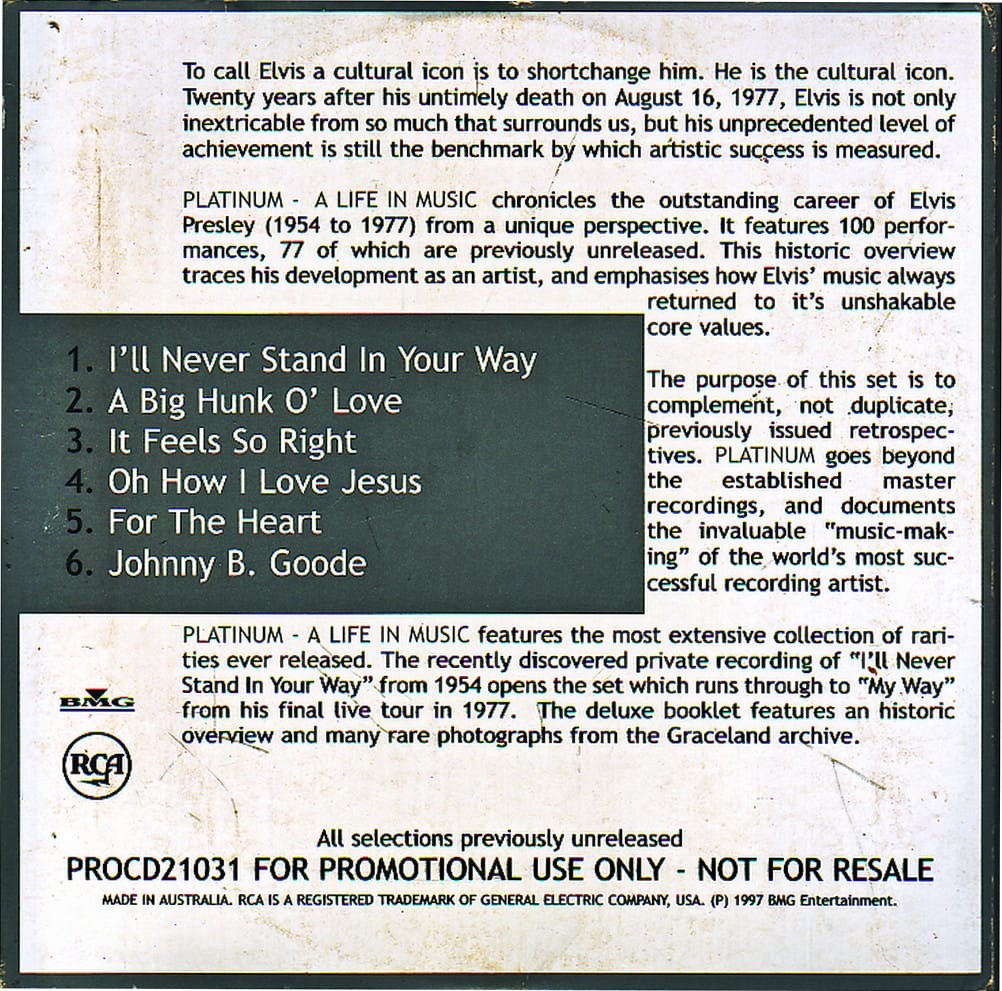 To call Elvis a cultural icon is to shortchange him. He is the cultural icon.
Twenty years after his untimely death on August 16, 1977, Elvis is not only
inextricable from so much that surrounds us, but his unprecedented level of
achievement is still the benchmark by which artistic success is measured.
PLATINUM - A LIFE IN MUSIC chronicles the outstanding career of Elvis
Presley (1954 to 1977) from a unique perspective. It features 100 perfor-
mances, 77 of which are previously unreleased. This historic overview
traces his development as an artist, and emphasises how Elvis' music always
returned to it's unshakable
core values.
The purpose of this set is to
complement, not duplicate,
previously issued retrospec-
tives. PLATINUM goes beyond
the established master
recordings, and documents
the invaluable "music-mak-
ing" of the world's most suc-
cessful recording artist.
1. I'll Never Stand In Your Way
2. A Big Hunk O' Love
3. It Feels So Right
4. Oh How I Love Jesus
5. For The Heart
6. Johnny B. Goode
PLATINUM - A LIFE IN MUSIC features the most extensive collection of rari-
ties ever released. The recently discovered private recording of "I'll Never
Stand In Your Way" from 1954 opens the set which runs through to "My Way"
from his final live tour in 1977. The deluxe booklet features an historic
overview and many rare photographs from the Graceland archive.
BMG
RCA
All selections previously unreleased
PROCD21031 FOR PROMOTIONAL USE ONLY - NOT FOR RESALE
MADE IN AUSTRALIA. RCA IS A REGISTERED TRADEMARK OF GENERAL ELECTRIC COMPANY, USA. (P) 1997 BMG Entertainment.